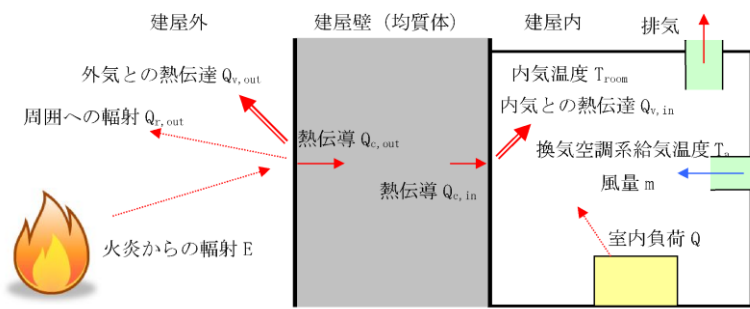 建屋外
建屋壁（均質体）
建屋内
排気
外気との熱伝達 Qv,out
内気温度 Troom
内気との熱伝達 Qv,in
周囲への輻射 Qr,out
熱伝導 Qc,out
換気空調系給気温度 Ta
熱伝導 Qc,in
風量 m
火炎からの輻射 E
室内負荷 Q